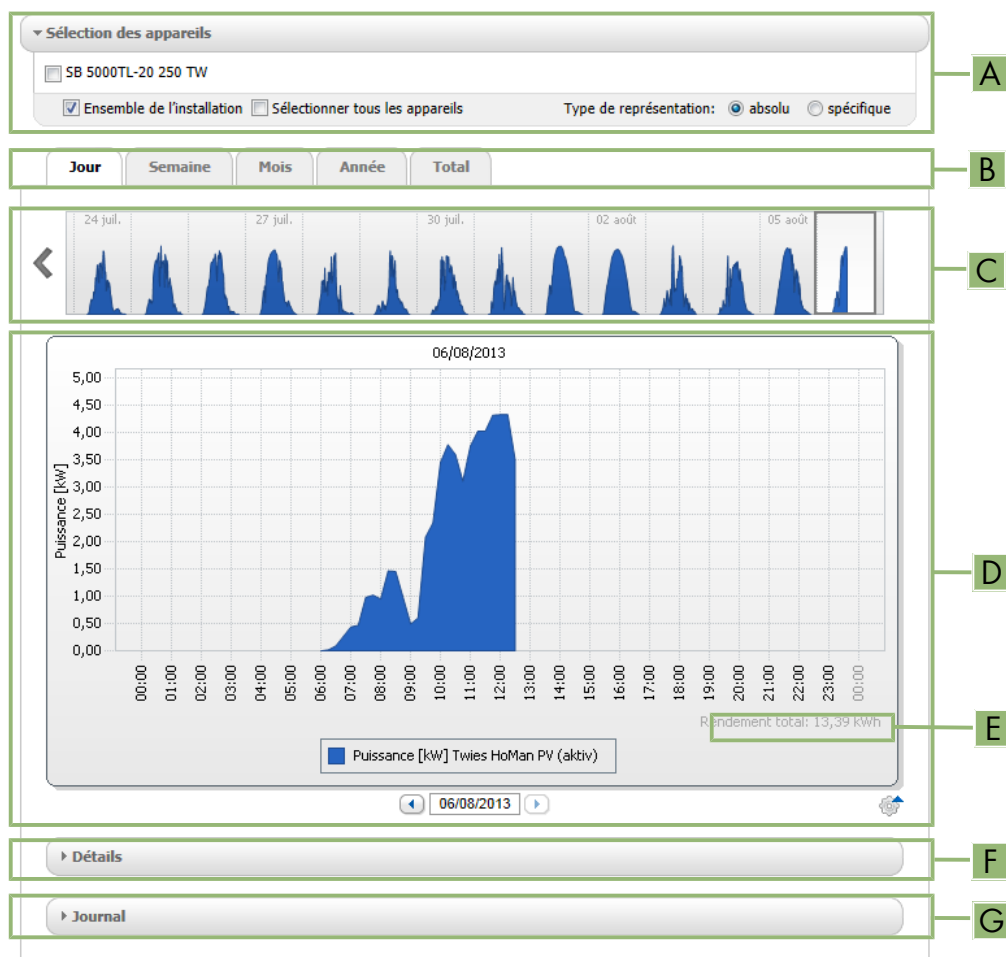 Sélection des appareils
SB 5000TL-20 250 TW
Ensemble de l'installation Sélectionner tous les appareils Type de représentation: absolu spécifique
A
Jour Semaine Mois Année Total
B
24 juil. 27 juil. 30 juil. 02 août 05 août
C
06/08/2013
Puissance [kW]
5,00
4,50
4,00
3,50
3,00
2,50
2,00
1,50
1,00
0,50
0,00
00:00 01:00 02:00 03:00 04:00 05:00 06:00 07:00 08:00 09:00 10:00 11:00 12:00 13:00 14:00 15:00 16:00 17:00 18:00 19:00 20:00 21:00 22:00 23:00 00:00
D
Rendement total: 13,39 kWh
E
Puissance [kW] Twies HoMan PV (aktiv)
06/08/2013
Détails
F
Journal
G